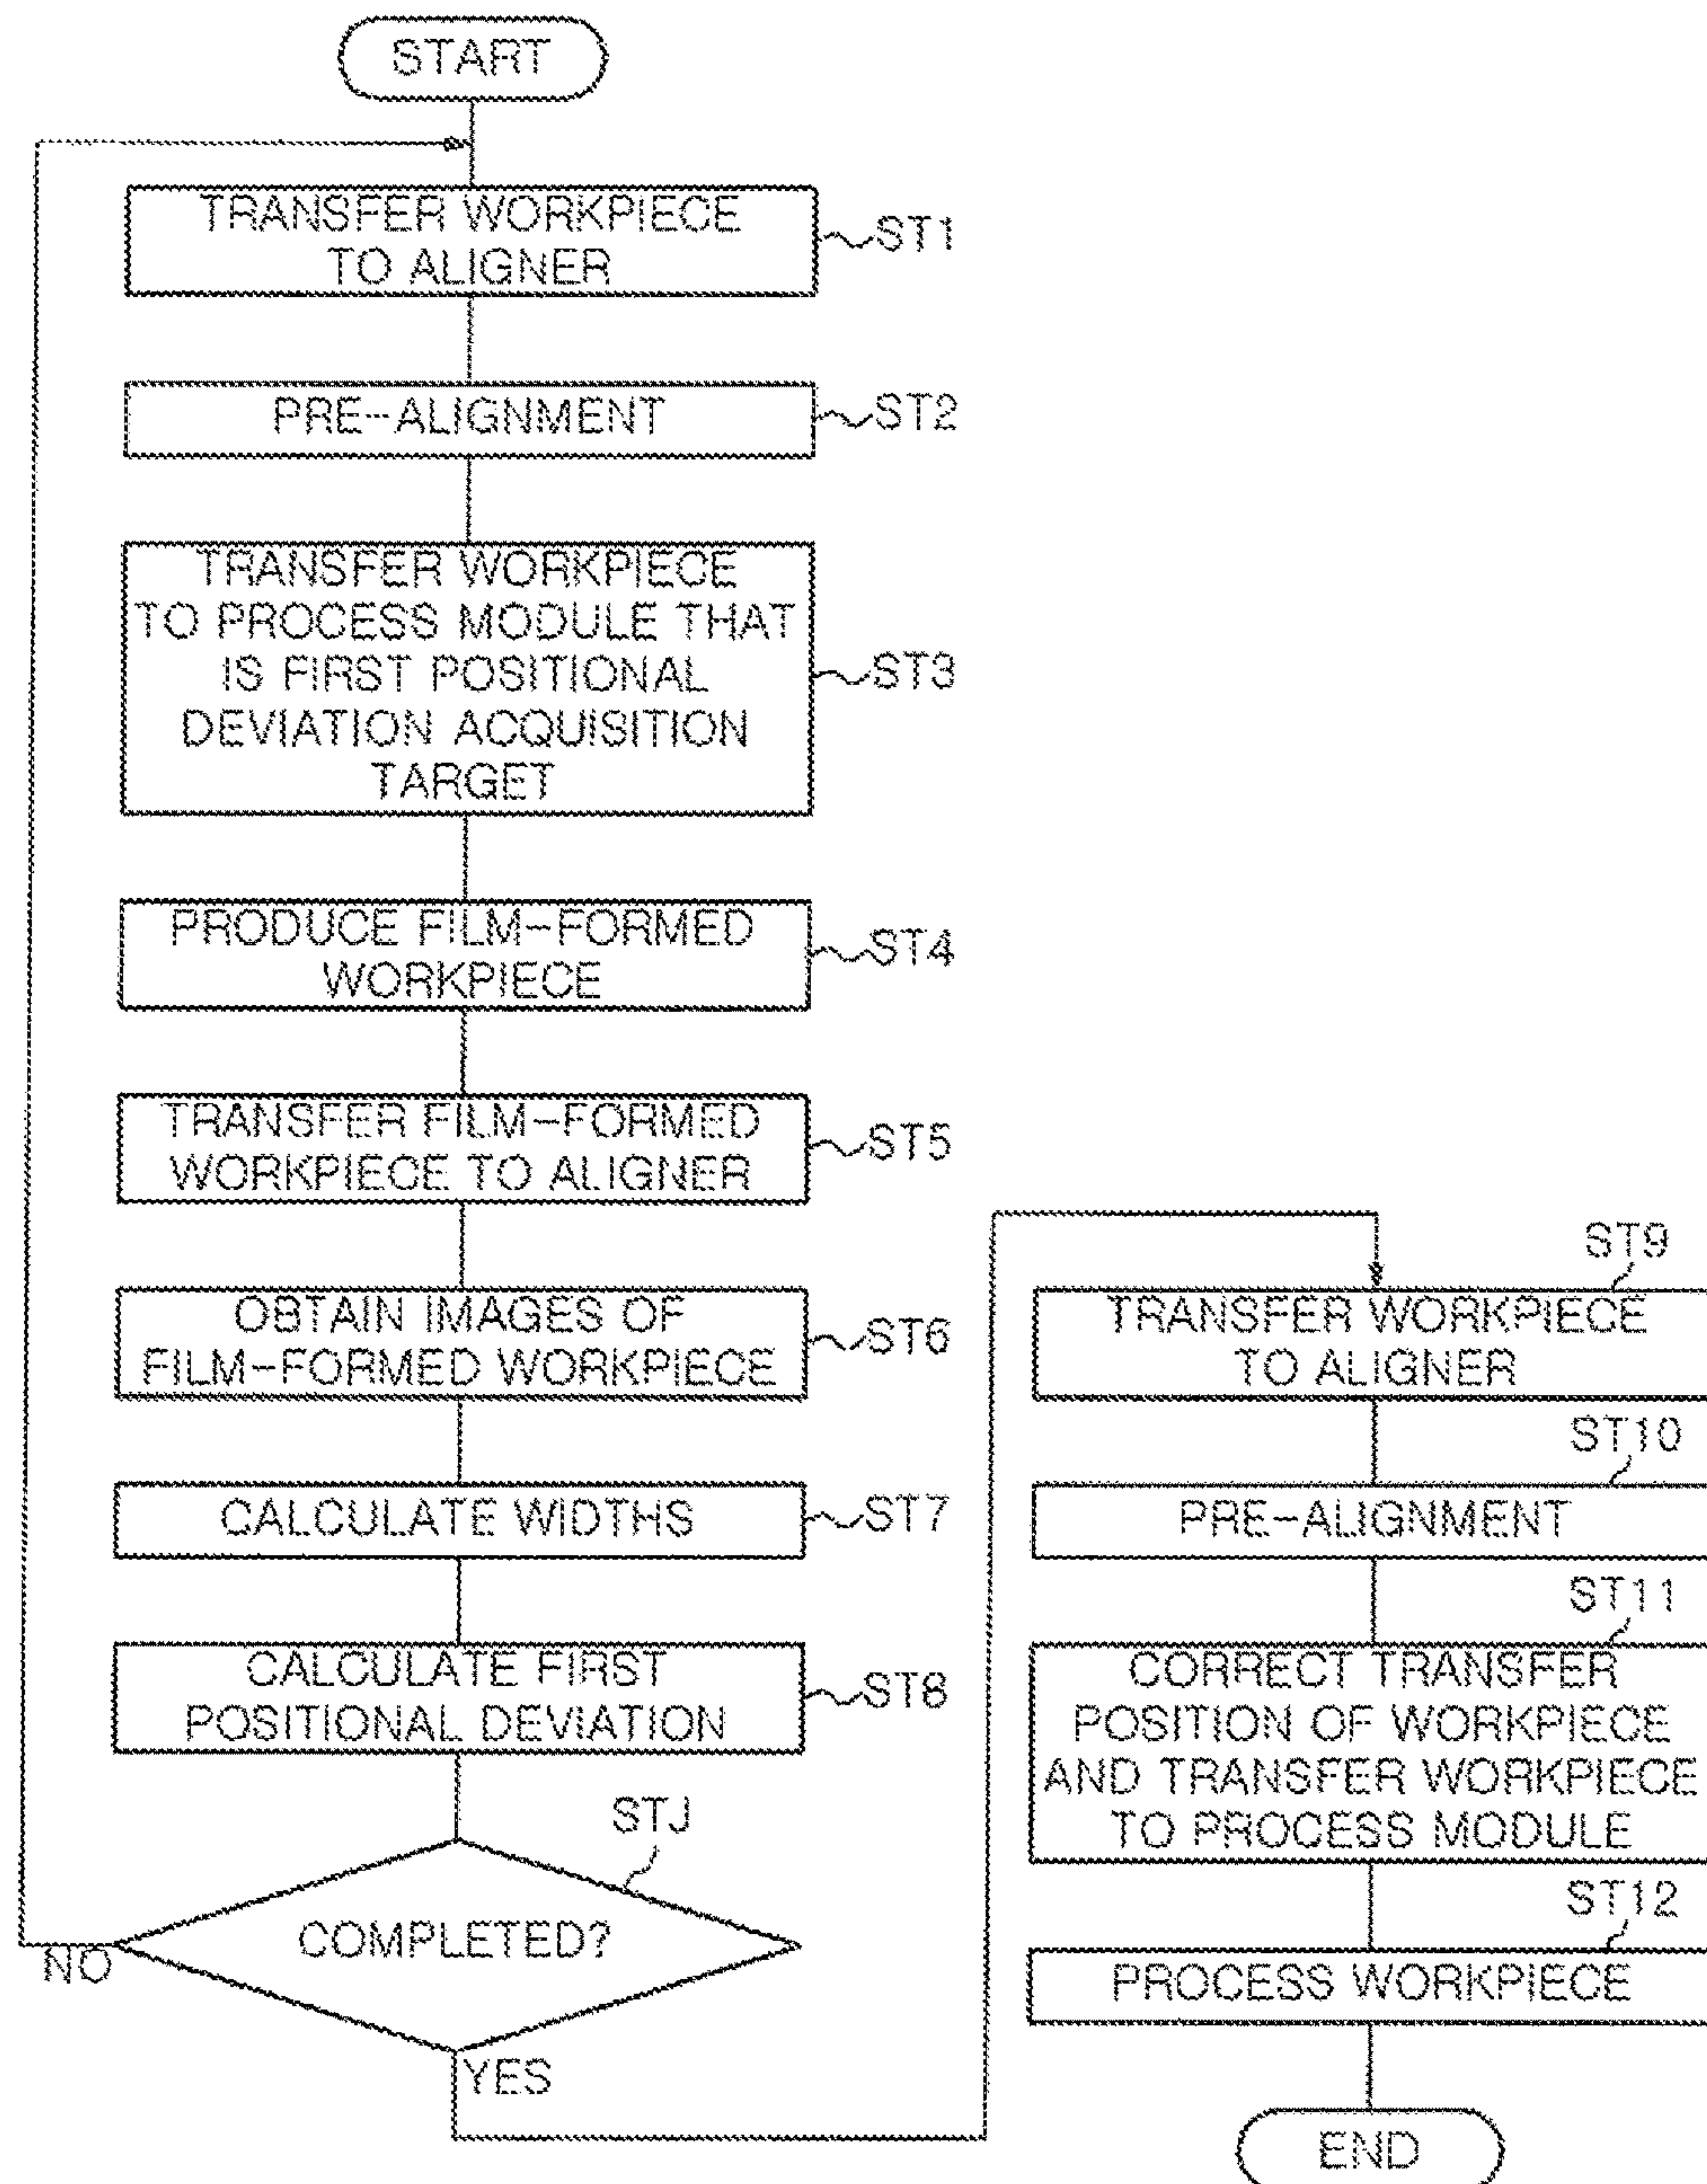 START
TRANSFER WORKPIECE
TO ALIGNER
ST1
PRE-ALIGNMENT
ST2
TRANSFER WORKPIECE
TO PROCESS MODULE THAT
IS FIRST POSITIONAL
DEVIATION ACQUISITION
TARGET
ST3
PRODUCE FILM-FORMED
WORKPIECE
ST4
TRANSFER FILM-FORMED
WORKPIECE TO ALIGNER
ST5
OBTAIN IMAGES OF
FILM-FORMED WORKPIECE
ST6
CALCULATE WIDTHS
ST7
CALCULATE FIRST
POSITIONAL DEVIATION
ST8
STJ
COMPLETED?
NO
YES
ST9
TRANSFER WORKPIECE
TO ALIGNER
ST10
PRE-ALIGNMENT
ST11
CORRECT TRANSFER
POSITION OF WORKPIECE
AND TRANSFER WORKPIECE
TO PROCESS MODULE
ST12
PROCESS WORKPIECE
END